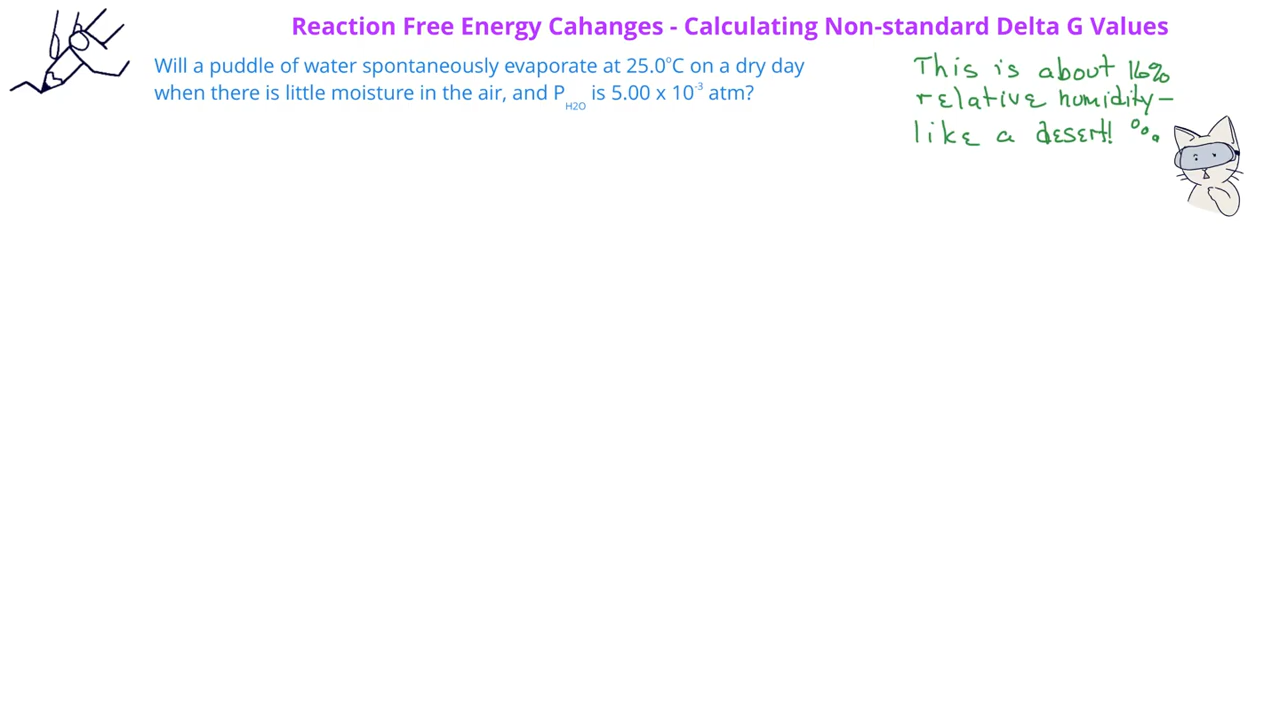 Reaction Free Energy Cahanges - Calculating Non-standard Delta G Values
Will a puddle of water spontaneously evaporate at 25.0°C on a dry day
when there is little moisture in the air, and P H2O is 5.00 x 10⁻³ atm?
This is about 16%
relative humidity-
like a desert!